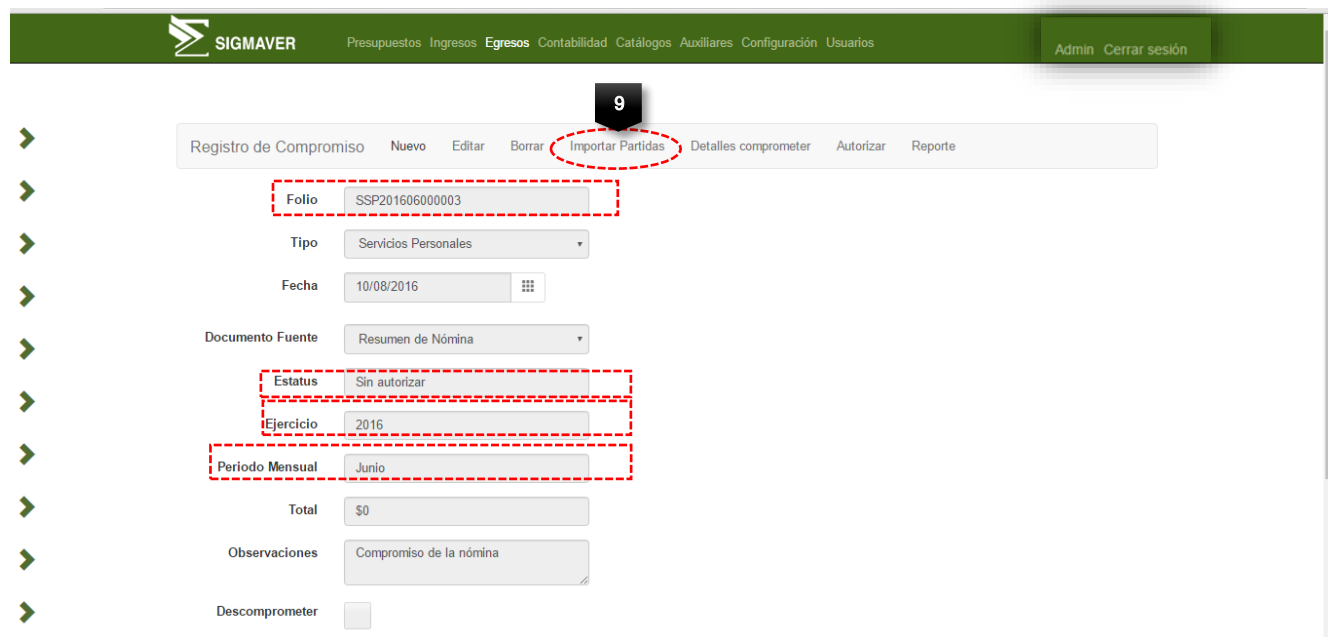 SIGMAVER Presupuestos Ingresos Egresos Contabilidad Catálogos Auxiliares Configuración Usuarios Admin Cerrar sesión
9
Registro de Compromiso Nuevo Editar Borrar Importar Partidas Detalles comprometer Autorizar Reporte
Folio SSP201606000003
Tipo Servicios Personales
Fecha 10/08/2016
Documento Fuente Resumen de Nómina
Estatus Sin autorizar
Ejercicio 2016
Periodo Mensual Junio
Total $0
Observaciones Compromiso de la nómina
Descomprometer